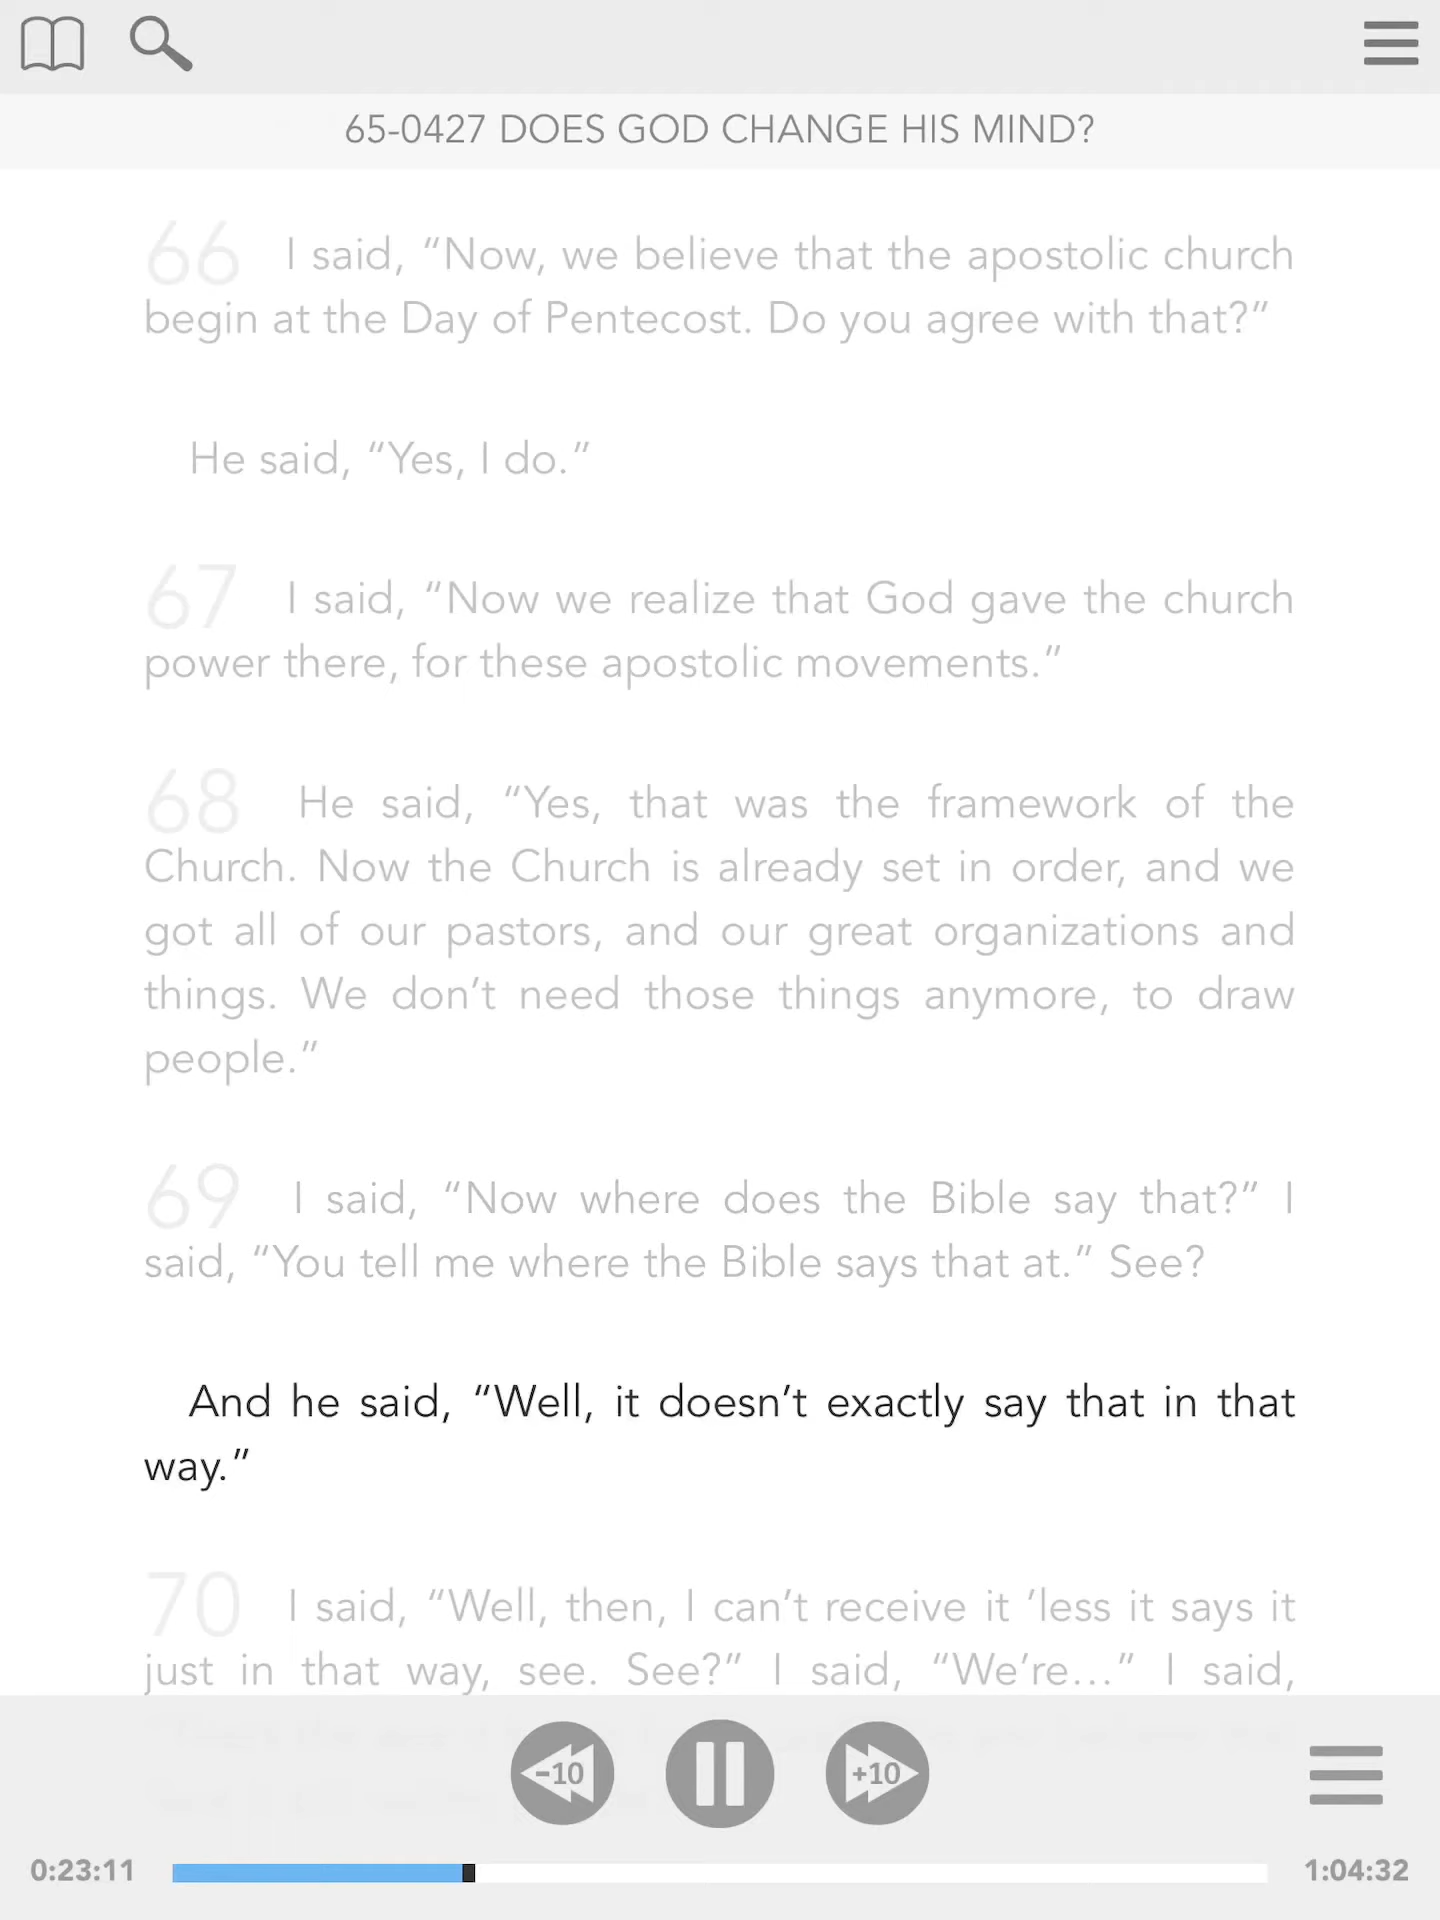 65-0427 DOES GOD CHANGE HIS MIND?
66 I said, “Now, we believe that the apostolic church
begin at the Day of Pentecost. Do you agree with that?”
He said, “Yes, I do.”
67 I said, “Now we realize that God gave the church
power there, for these apostolic movements.”
68 He said, “Yes, that was the framework of the
Church. Now the Church is already set in order, and we
got all of our pastors, and our great organizations and
things. We don’t need those things anymore, to draw
people.”
69 I said, “Now where does the Bible say that?” I
said, “You tell me where the Bible says that at.” See?
And he said, “Well, it doesn’t exactly say that in that
way.”
70 I said, “Well, then, I can’t receive it ’less it says it
just in that way, see. See?” I said, “We’re…” I said,
-10 +10
0:23:11 1:04:32